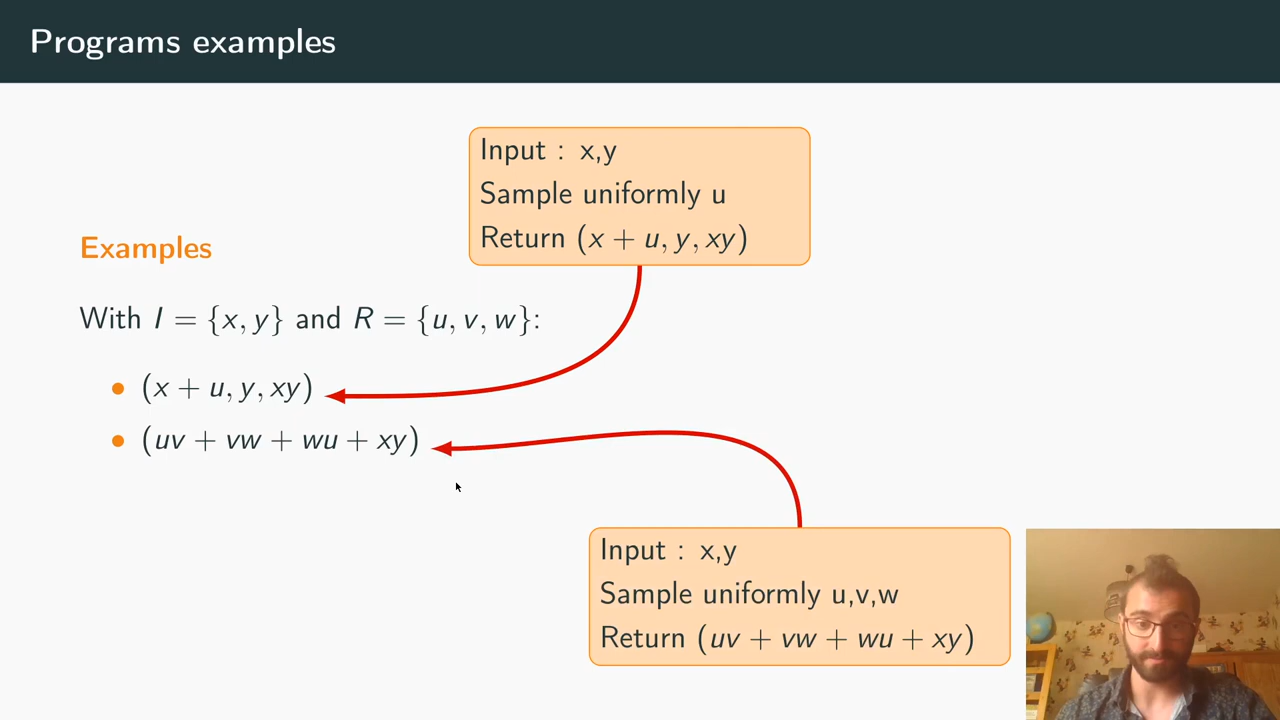 Programs examples
Input : x,y
Sample uniformly u
Return (x + u, y, xy)
Examples
With I = {x, y} and R = {u, v, w}:
• (x + u, y, xy)
• (uv + vw + wu + xy)
Input : x,y
Sample uniformly u,v,w
Return (uv + vw + wu + xy)